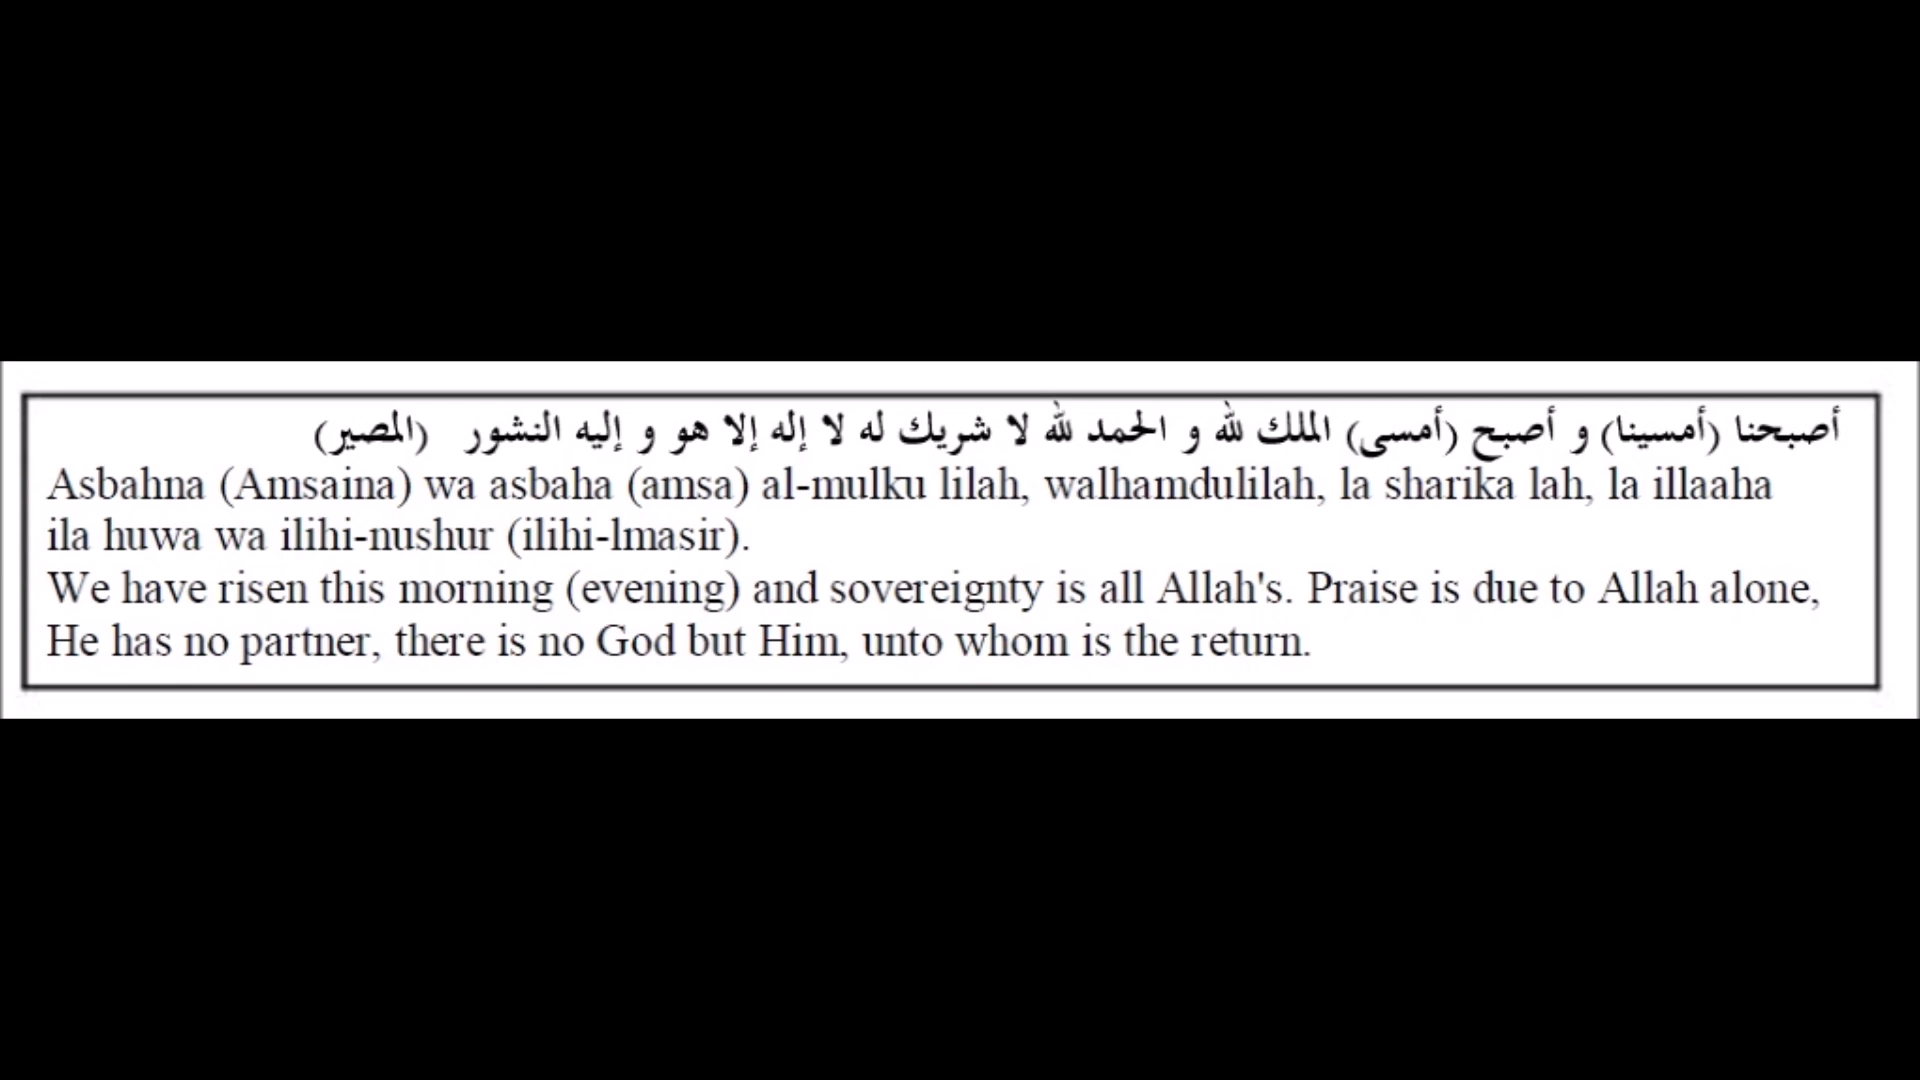 أصبحنا (أمسينا) و أصبح (أمسى) الملك لله و الحمد لله لا شريك له لا إله إلا هو و إليه النشور (المصير)
Asbahna (Amsaina) wa asbaha (amsa) al-mulku lilah, walhamdulilah, la sharika lah, la illaaha
ila huwa wa ilihi-nushur (ilihi-lmasir).
We have risen this morning (evening) and sovereignty is all Allah's. Praise is due to Allah alone,
He has no partner, there is no God but Him, unto whom is the return.